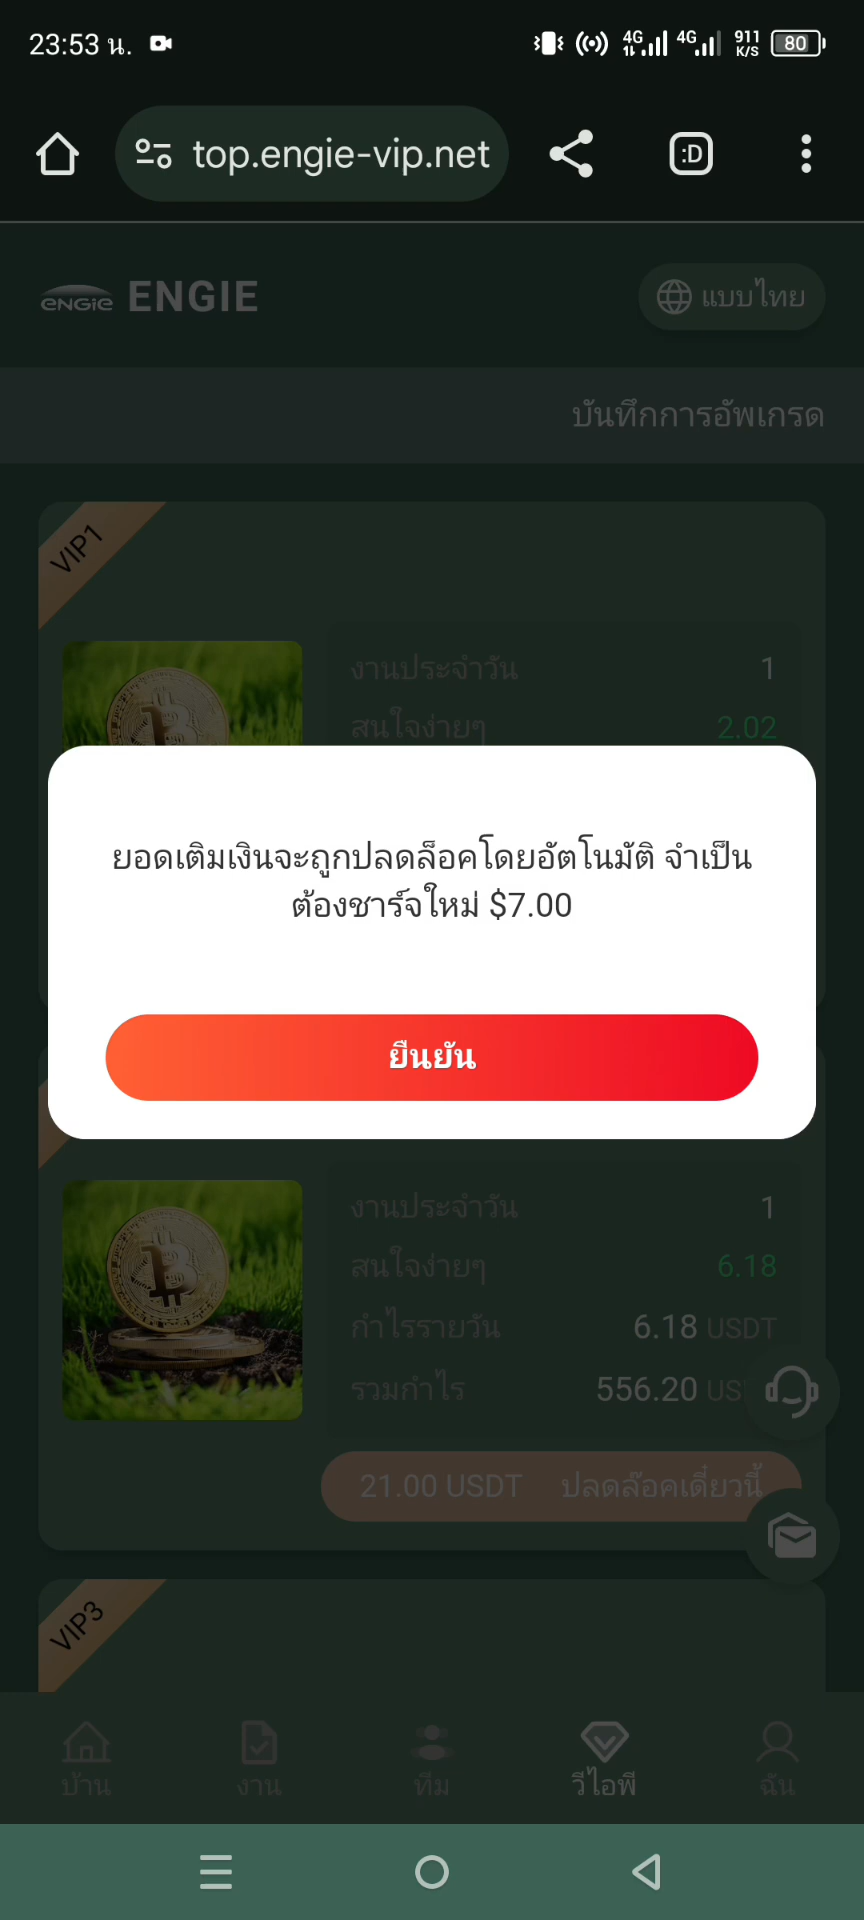 23:53 น.
4G 4G 911 K/S 80
top.engie-vip.net
:D
ENGIE ENGIE
แบบไทย
บันทึกการอัพเกรด
VIP1
งานประจำวัน 1
สนใจง่ายๆ 2.02
ยอดเติมเงินจะถูกปลดล็อคโดยอัตโนมัติ จำเป็น
ต้องชาร์จใหม่ $7.00
ยืนยัน
งานประจำวัน 1
สนใจง่ายๆ 6.18
กำไรรายวัน 6.18 USDT
รวมกำไร 556.20 US
21.00 USDT ปลดล๊อคเดี๋ยวนี้
VIP3
บ้าน งาน ทีม วีไอพี ฉัน